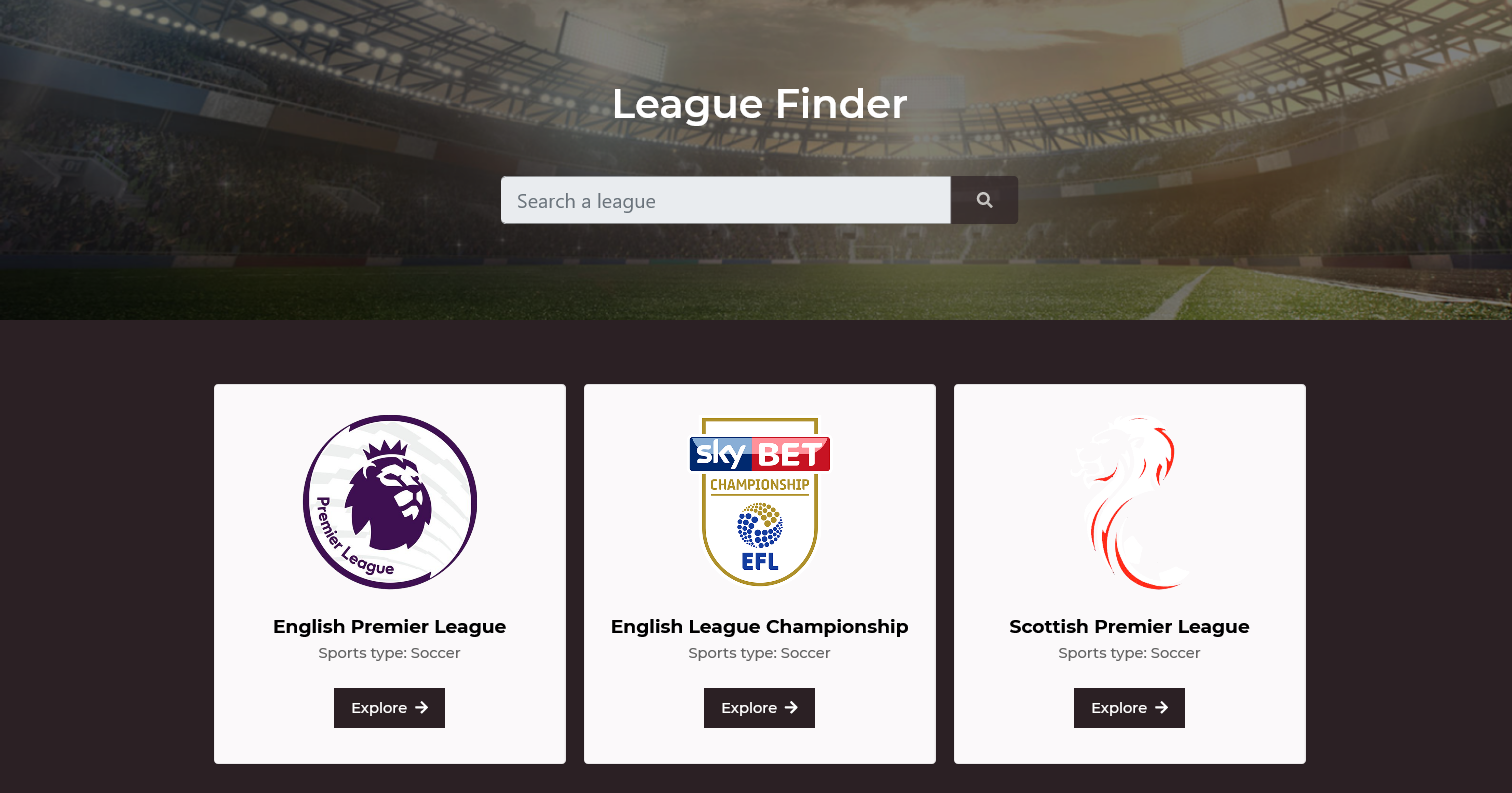 League Finder
Search a league
Premier League
sky BET
CHAMPIONSHIP
EFL
English Premier League
Sports type: Soccer
Explore
English League Championship
Sports type: Soccer
Explore
Scottish Premier League
Sports type: Soccer
Explore